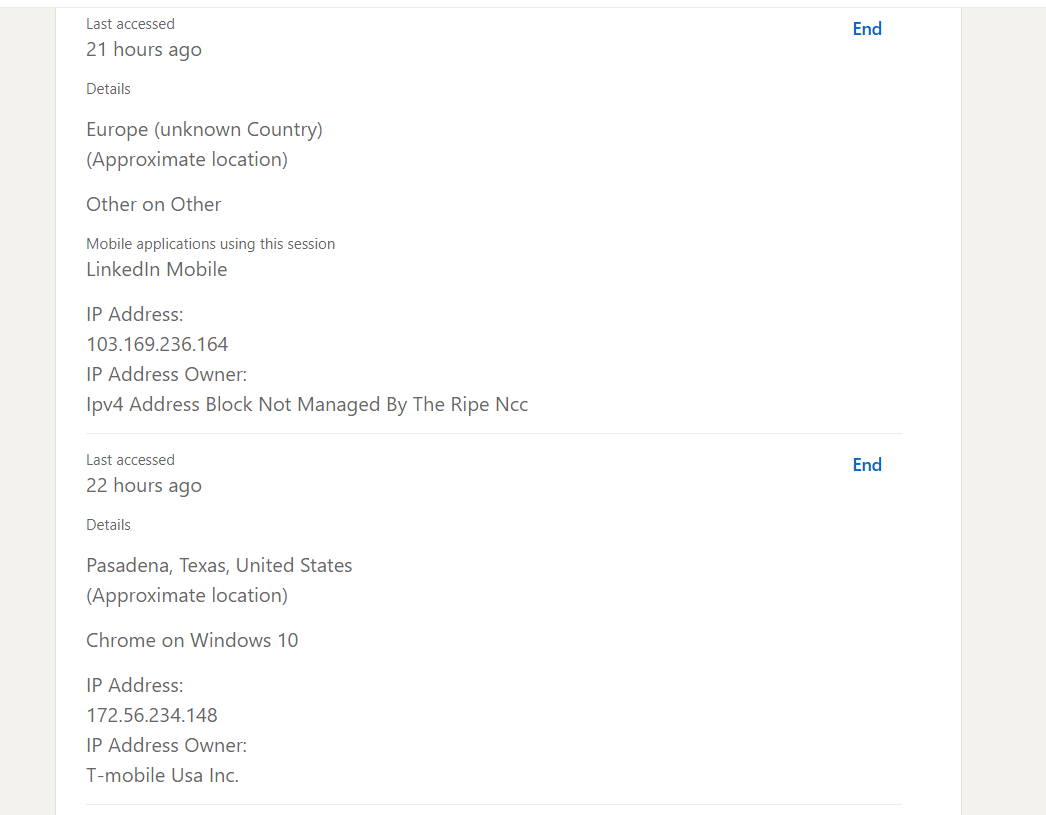 Last accessed
End
21 hours ago
Details
Europe (unknown Country)
(Approximate location)
Other on Other
Mobile applications using this session
LinkedIn Mobile
IP Address:
103.169.236.164
IP Address Owner:
Ipv4 Address Block Not Managed By The Ripe Ncc
Last accessed
End
22 hours ago
Details
Pasadena, Texas, United States
(Approximate location)
Chrome on Windows 10
IP Address:
172.56.234.148
IP Address Owner:
T-mobile Usa Inc.